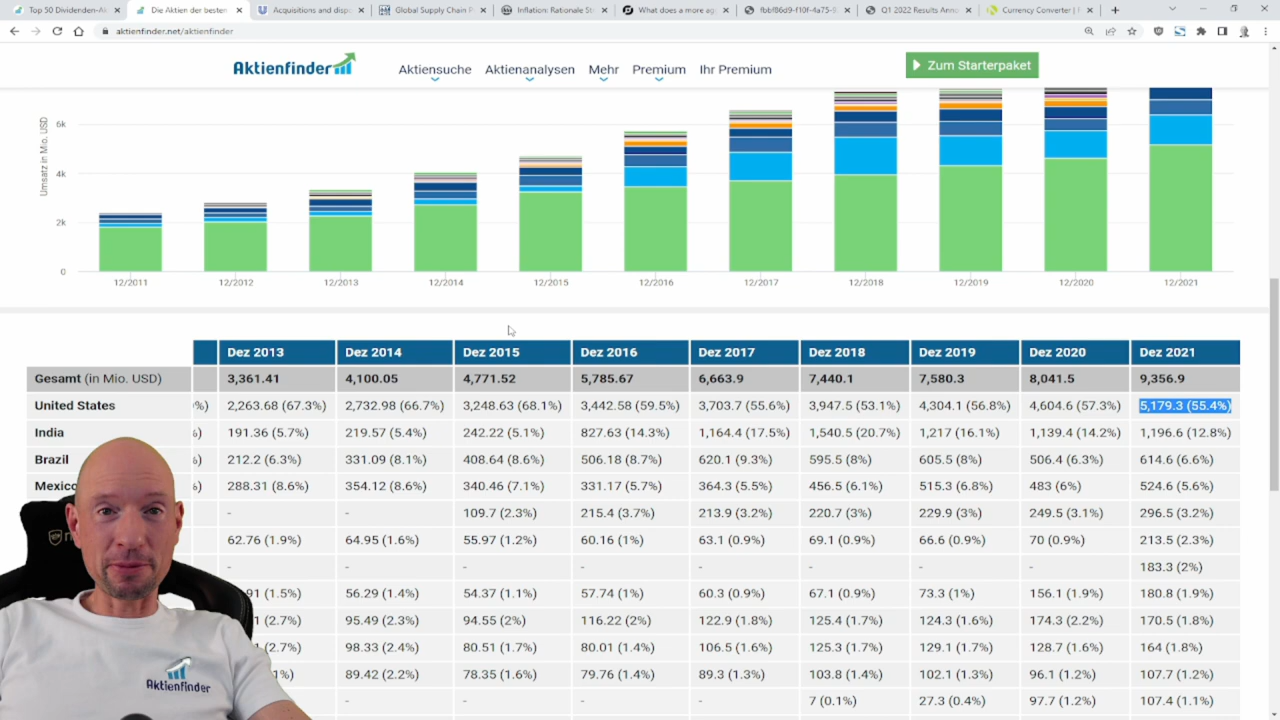 Top 50 Dividenden-Al
Die Aktien der besten
Acquisitions and dispo
Global Supply Chain P
Inflation: Rationale St
What does a more ag
fbbf86d9-f10f-4a75-9
Q1 2022 Results Anno
Currency Converter | F
aktienfinder.net/aktienfinder
Aktienfinder
Aktiensuche
Aktienanalysen
Mehr
Premium
Ihr Premium
Zum Starterpaket
Umsatz in Mio. USD
6k
4k
2k
0
12/2011 12/2012 12/2013 12/2014 12/2015 12/2016 12/2017 12/2018 12/2019 12/2020 12/2021
Dez 2013 Dez 2014 Dez 2015 Dez 2016 Dez 2017 Dez 2018 Dez 2019 Dez 2020 Dez 2021
Gesamt (in Mio. USD) 3,361.41 4,100.05 4,771.52 5,785.67 6,663.9 7,440.1 7,580.3 8,041.5 9,356.9
United States %) 2,263.68 (67.3%) 2,732.98 (66.7%) 3,248.63 (68.1%) 3,442.58 (59.5%) 3,703.7 (55.6%) 3,947.5 (53.1%) 4,304.1 (56.8%) 4,604.6 (57.3%) 5,179.3 (55.4%)
India ) 191.36 (5.7%) 219.57 (5.4%) 242.22 (5.1%) 827.63 (14.3%) 1,164.4 (17.5%) 1,540.5 (20.7%) 1,217 (16.1%) 1,139.4 (14.2%) 1,196.6 (12.8%)
Brazil ) 212.2 (6.3%) 331.09 (8.1%) 408.64 (8.6%) 506.18 (8.7%) 620.1 (9.3%) 595.5 (8%) 605.5 (8%) 506.4 (6.3%) 614.6 (6.6%)
Mexico ) 288.31 (8.6%) 354.12 (8.6%) 340.6 (7.1%) 331.17 (5.7%) 364.3 (5.5%) 456.5 (6.1%) 515.3 (6.8%) 483 (6%) 524.6 (5.6%)
- - 109.7 (2.3%) 215.4 (3.7%) 213.9 (3.2%) 220.7 (3%) 229.9 (3%) 249.5 (3.1%) 296.5 (3.2%)
62.76 (1.9%) 64.95 (1.6%) 55.97 (1.2%) 60.16 (1%) 63.1 (0.9%) 69.1 (0.9%) 66.6 (0.9%) 70 (0.9%) 213.5 (2.3%)
- - - - - - - - 183.3 (2%)
91 (1.5%) 56.29 (1.4%) 54.37 (1.1%) 57.74 (1%) 60.3 (0.9%) 67.1 (0.9%) 73.3 (1%) 156.1 (1.9%) 180.8 (1.9%)
1 (2.7%) 95.49 (2.3%) 94.55 (2%) 116.22 (2%) 122.9 (1.8%) 125.4 (1.7%) 124.3 (1.6%) 174.3 (2.2%) 170.5 (1.8%)
(2.7%) 98.33 (2.4%) 80.51 (1.7%) 80.01 (1.4%) 106.5 (1.6%) 125.3 (1.7%) 129.1 (1.7%) 128.7 (1.6%) 164 (1.8%)
1%) 89.42 (2.2%) 78.35 (1.6%) 79.76 (1.4%) 89.3 (1.3%) 103.8 (1.4%) 102.1 (1.3%) 96.1 (1.2%) 107.7 (1.2%)
- - - - 7 (0.1%) 27.3 (0.4%) 97.7 (1.2%) 107.4 (1.1%)
Aktienfinder